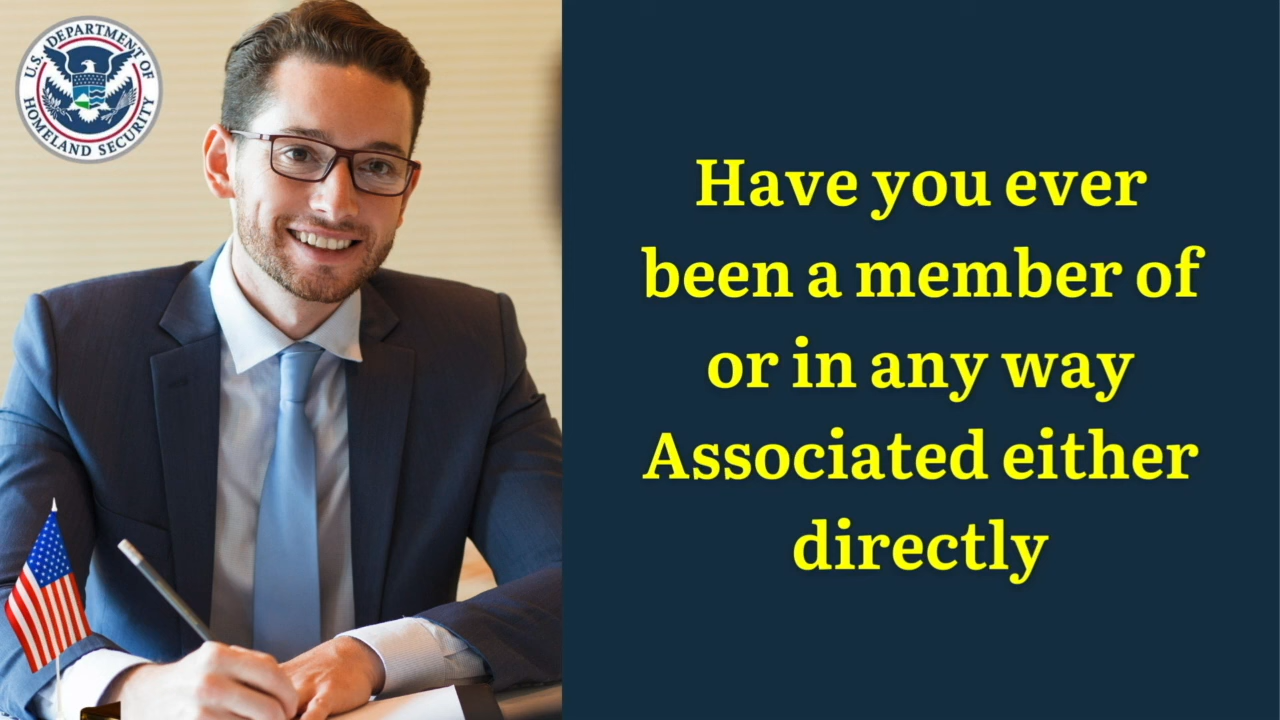 U.S. DEPARTMENT OF
HOMELAND SECURITY
Have you ever
been a member of
or in any way
Associated either
directly